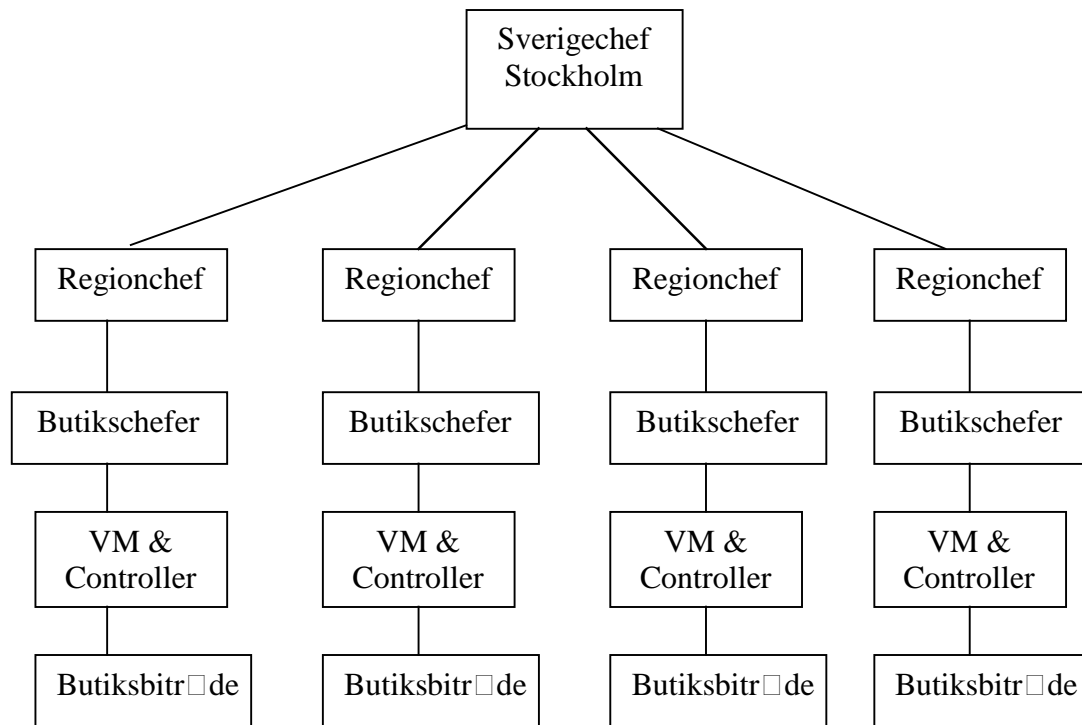 Sverigechef
Stockholm
Regionchef
Regionchef
Regionchef
Regionchef
Butikschefer
Butikschefer
Butikschefer
Butikschefer
VM &
Controller
VM &
Controller
VM &
Controller
VM &
Controller
Butiksbitr□de
Butiksbitr□de
Butiksbitr□de
Butiksbitr□de